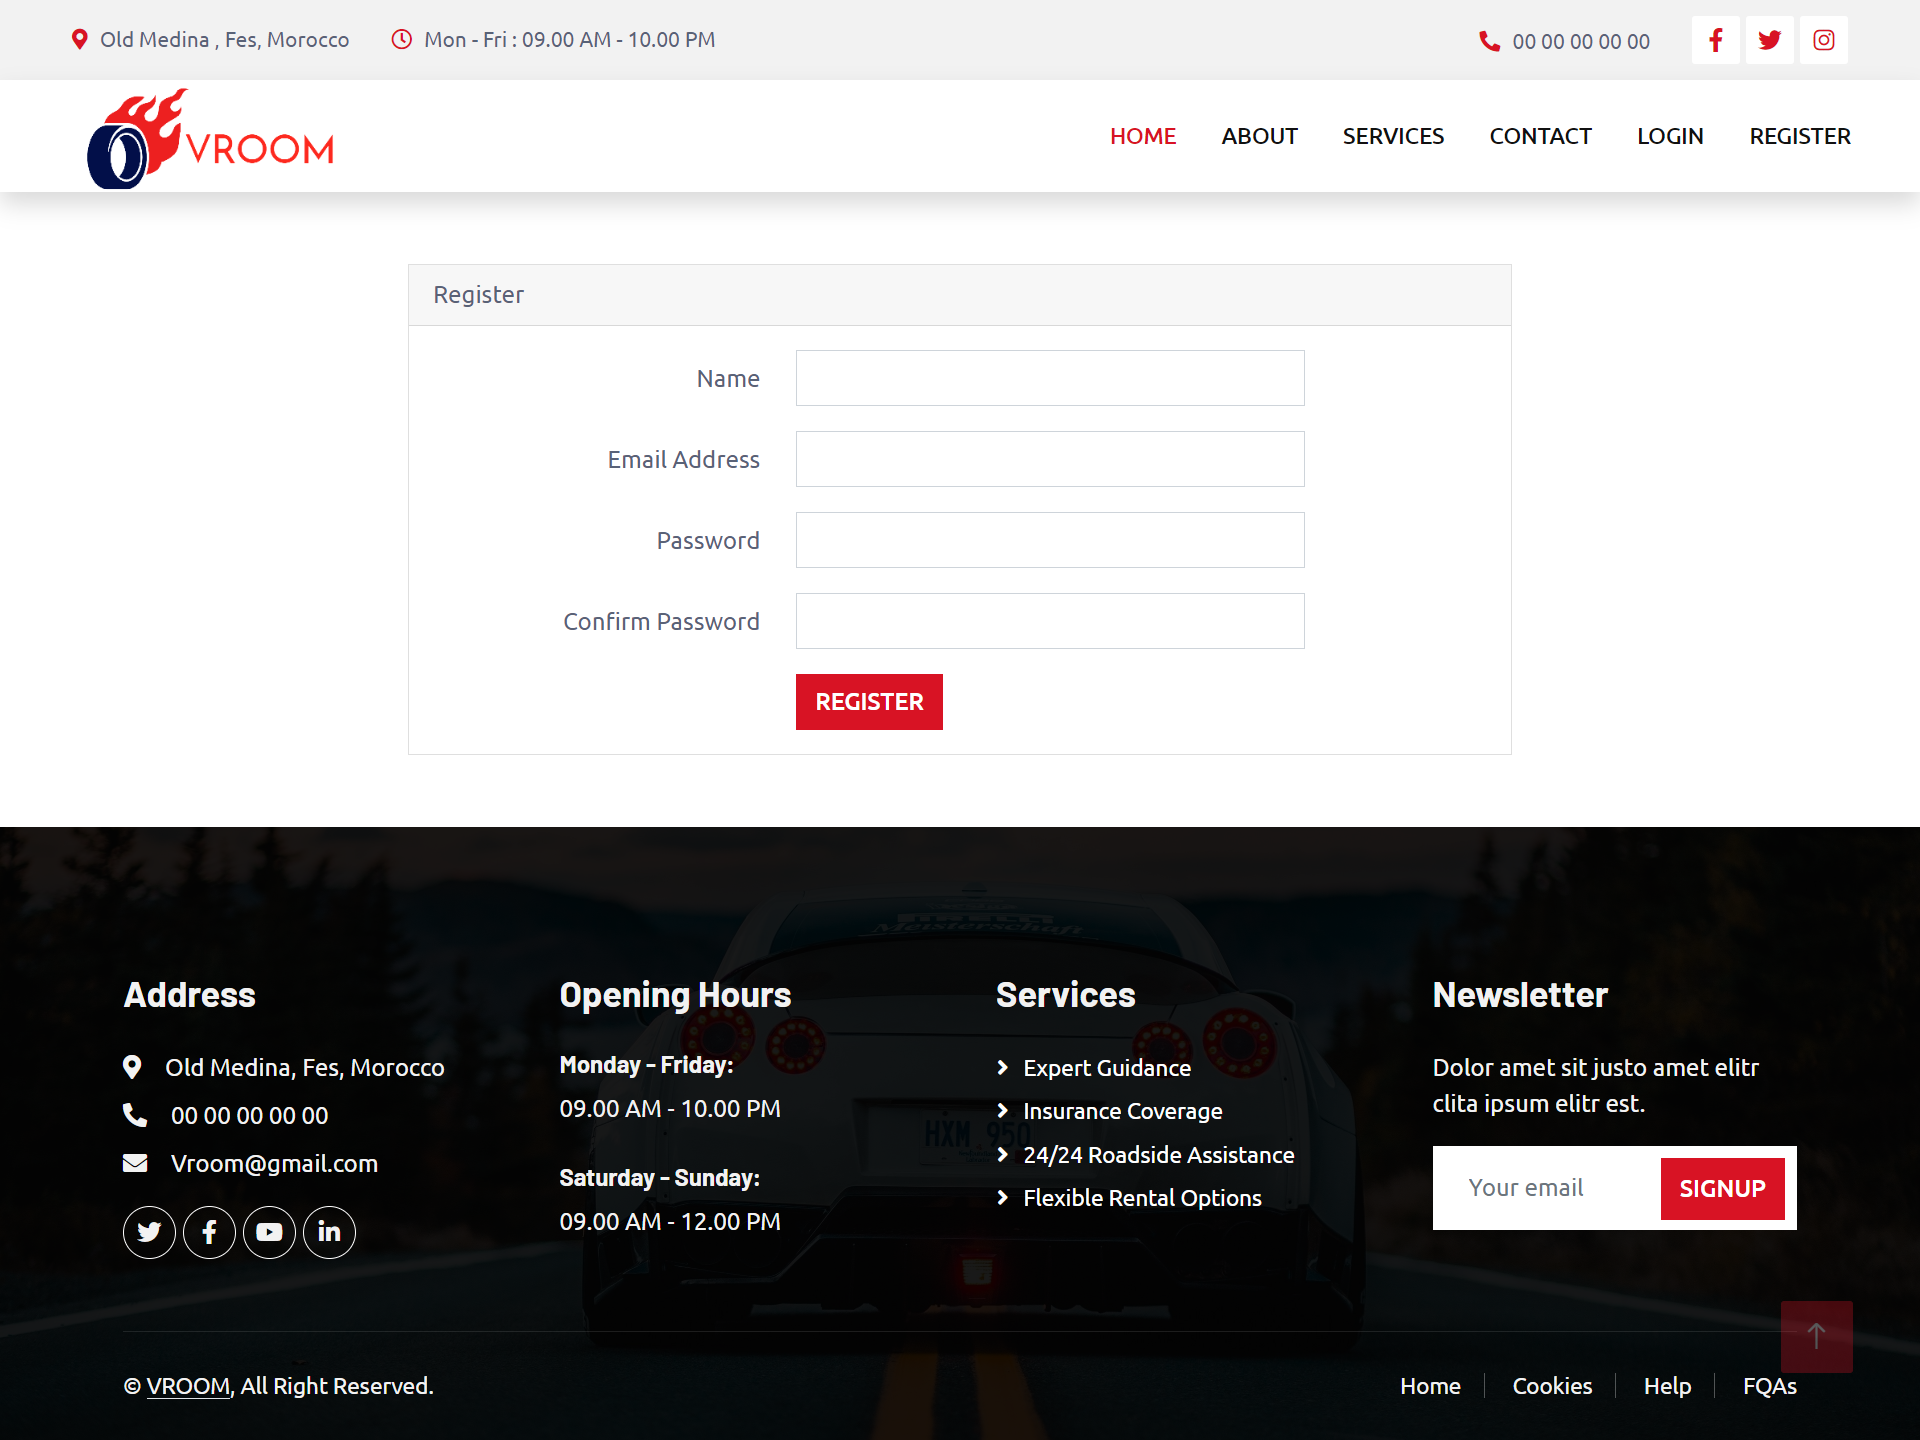 Old Medina , Fes, Morocco
Mon - Fri : 09.00 AM - 10.00 PM
00 00 00 00 00
VROOM
HOME
ABOUT
SERVICES
CONTACT
LOGIN
REGISTER
Register
Name
Email Address
Password
Confirm Password
REGISTER
Meisterschaft
HXM 950
Address
Old Medina, Fes, Morocco
00 00 00 00 00
Vroom@gmail.com
Opening Hours
Monday - Friday:
09.00 AM - 10.00 PM
Saturday - Sunday:
09.00 AM - 12.00 PM
Services
Expert Guidance
Insurance Coverage
24/24 Roadside Assistance
Flexible Rental Options
Newsletter
Dolor amet sit justo amet elitr
clita ipsum elitr est.
Your email
SIGNUP
© VROOM, All Right Reserved.
Home
Cookies
Help
FQAs